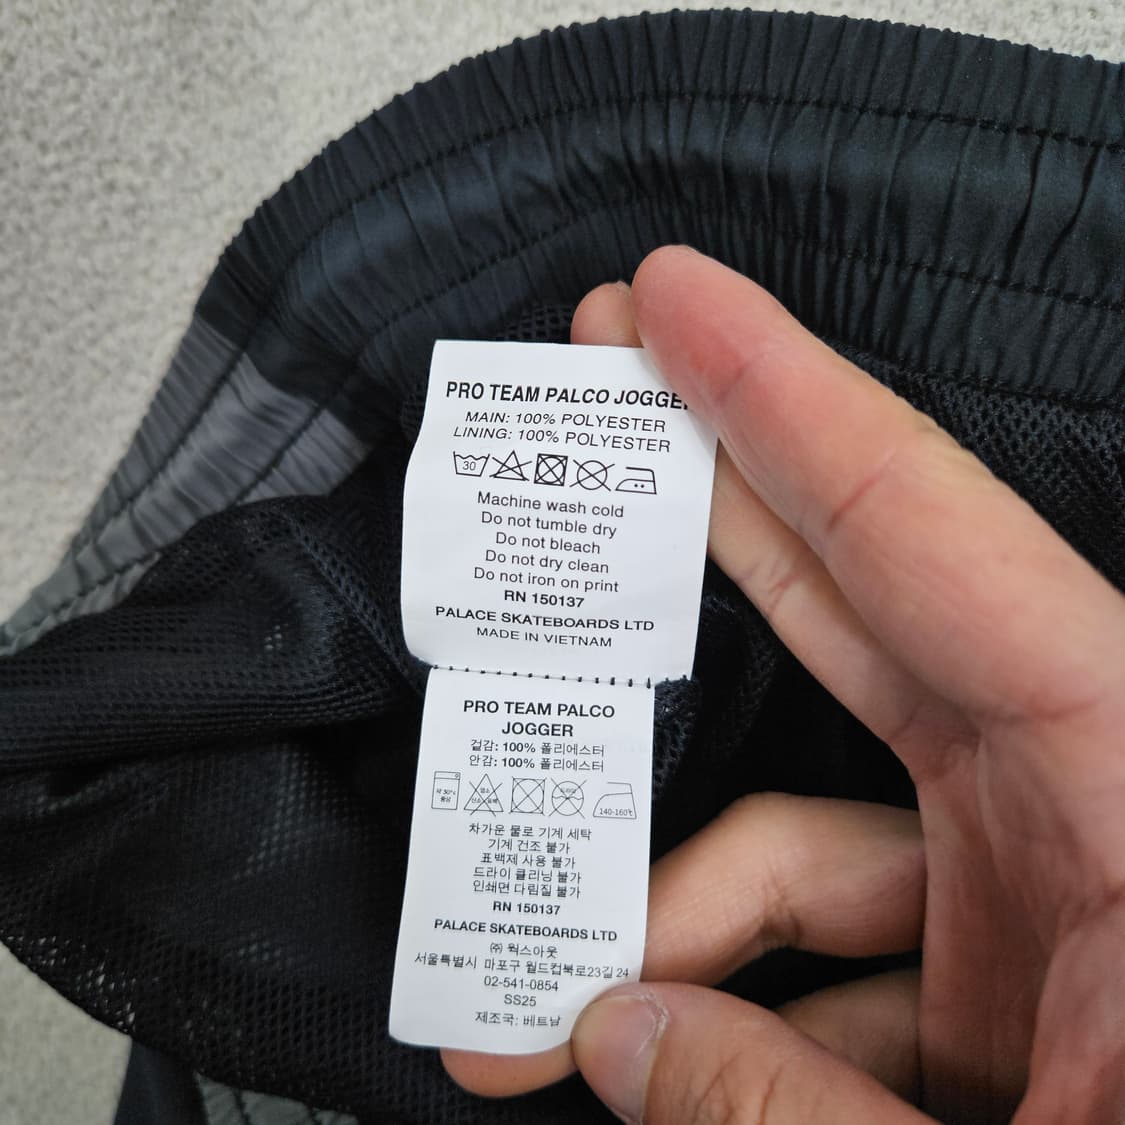 PRO TEAM PALCO JOGGER
MAIN: 100% POLYESTER
LINING: 100% POLYESTER
30
Machine wash cold
Do not tumble dry
Do not bleach
Do not dry clean
Do not iron on print
RN 150137
PALACE SKATEBOARDS LTD
MADE IN VIETNAM
PRO TEAM PALCO
JOGGER
겉감: 100% 폴리에스터
안감: 100% 폴리에스터
140-160℃
차가운 물로 기계 세탁
기계 건조 불가
표백제 사용 불가
드라이 클리닝 불가
인쇄면 다림질 불가
RN 150137
PALACE SKATEBOARDS LTD
㈜ 웍스아웃
서울특별시 마포구 월드컵북로23길 24
02-541-0854
SS25
제조국: 베트남